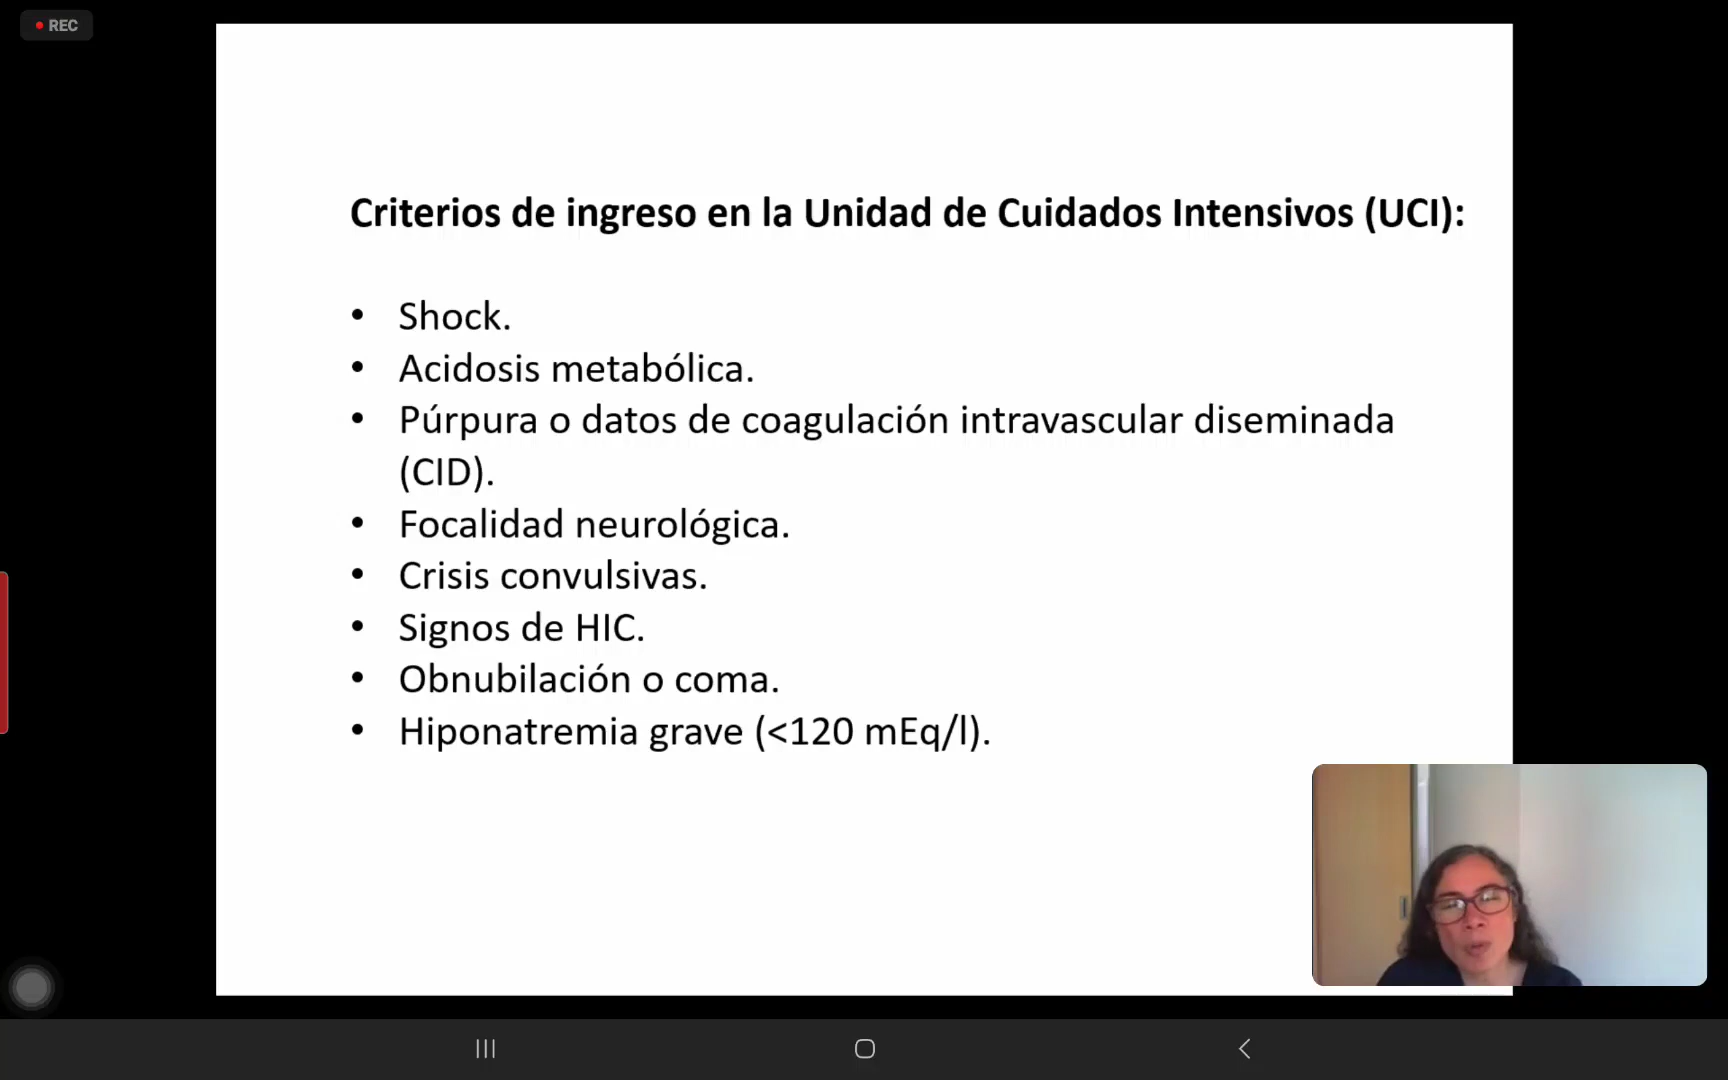 REC
Criterios de ingreso en la Unidad de Cuidados Intensivos (UCI):
• Shock.
• Acidosis metabólica.
• Púrpura o datos de coagulación intravascular diseminada
(CID).
• Focalidad neurológica.
• Crisis convulsivas.
• Signos de HIC.
• Obnubilación o coma.
• Hiponatremia grave (<120 mEq/l).